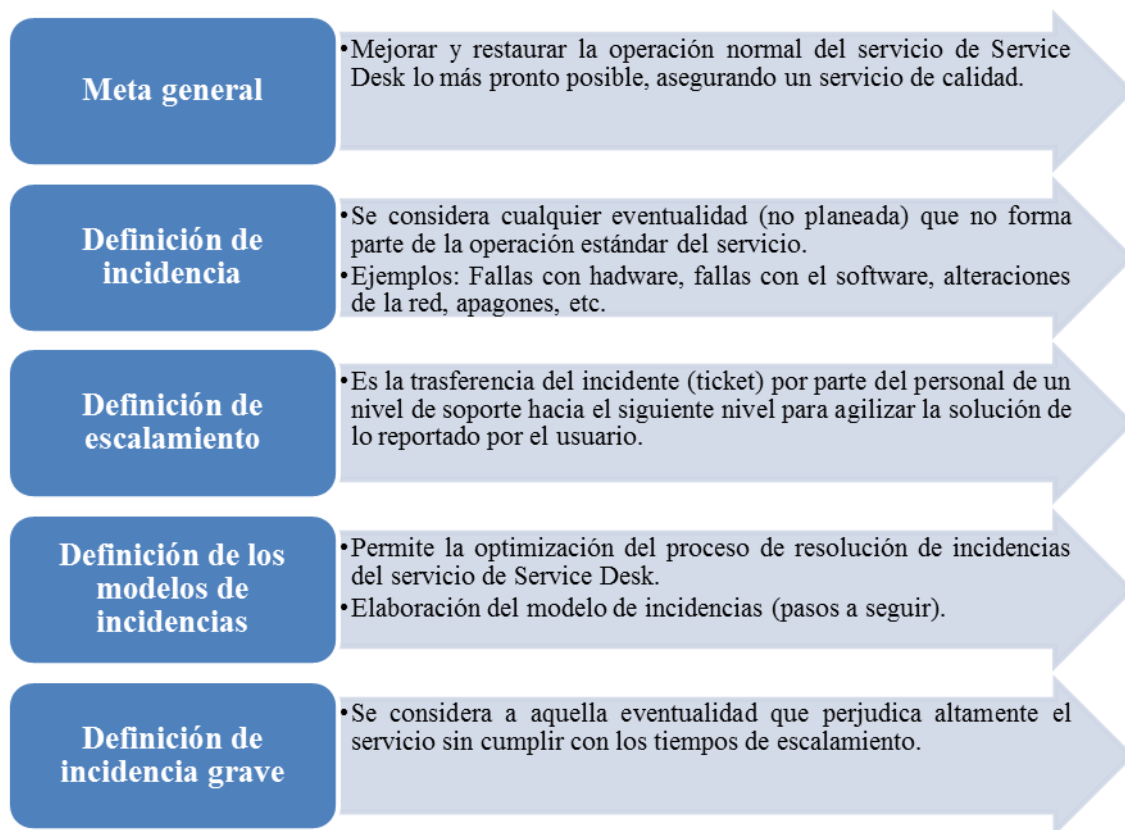 Meta general
•Mejorar y restaurar la operación normal del servicio de Service
Desk lo más pronto posible, asegurando un servicio de calidad.
Definición de
incidencia
•Se considera cualquier eventualidad (no planeada) que no forma
parte de la operación estándar del servicio.
•Ejemplos: Fallas con hadware, fallas con el software, alteraciones
de la red, apagones, etc.
Definición de
escalamiento
•Es la trasferencia del incidente (ticket) por parte del personal de un
nivel de soporte hacia el siguiente nivel para agilizar la solución de
lo reportado por el usuario.
Definición de los
modelos de
incidencias
•Permite la optimización del proceso de resolución de incidencias
del servicio de Service Desk.
•Elaboración del modelo de incidencias (pasos a seguir).
Definición de
incidencia grave
•Se considera a aquella eventualidad que perjudica altamente el
servicio sin cumplir con los tiempos de escalamiento.